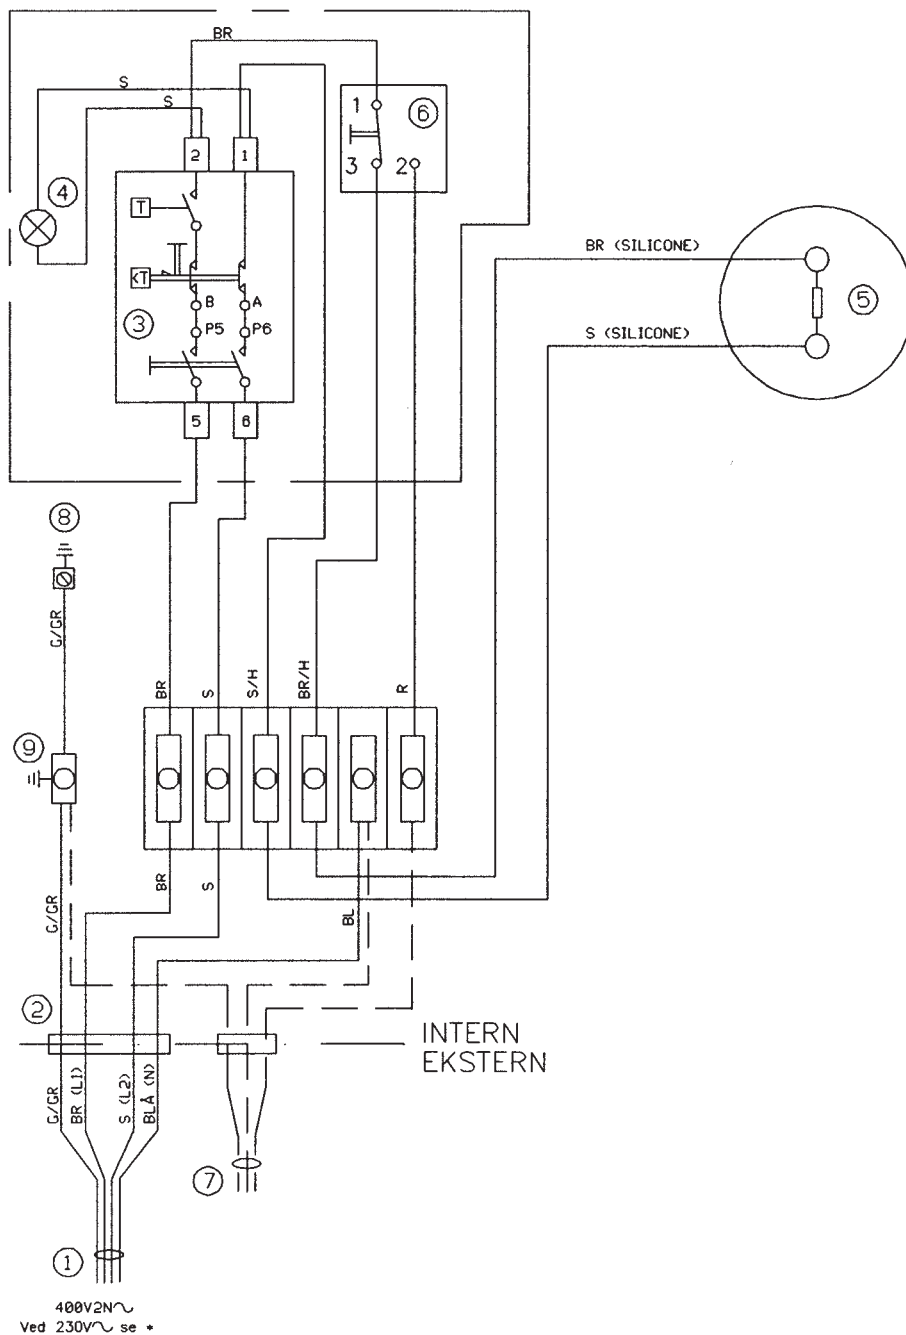 BR
S
S
1
6
2
1
3
2
4
T
BR (SILICONE)
KT
5
B
A
3
P5
P6
S (SILICONE)
5
6
8
G/GR
BR
S
S/H
BR/H
R
9
BR
S
G/GR
BL
2
INTERN
EKSTERN
G/GR
BR (L1)
S (L2)
BLÅ (N)
7
1
400V2N~
Ved 230V~ se *